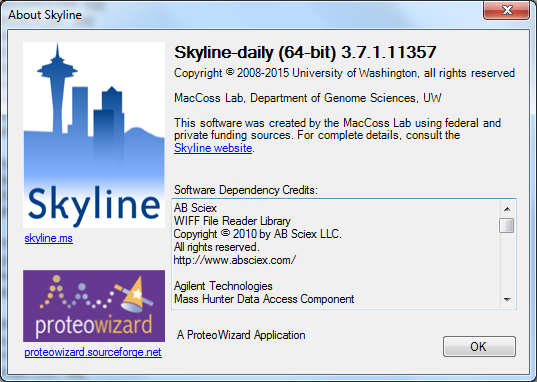 About Skyline
Skyline-daily (64-bit) 3.7.1.11357
Copyright © 2008-2015 University of Washington, all rights reserved
MacCoss Lab, Department of Genome Sciences, UW
This software was created by the MacCoss Lab using federal and
private funding sources. For complete details, consult the
Skyline website.
Skyline
skyline.ms
Software Dependency Credits:
AB Sciex
WIFF File Reader Library
Copyright © 2010 by AB Sciex LLC.
All rights reserved.
http://www.absciex.com/
Agilent Technologies
Mass Hunter Data Access Component
proteowizard
proteowizard.sourceforge.net
A ProteoWizard Application
OK